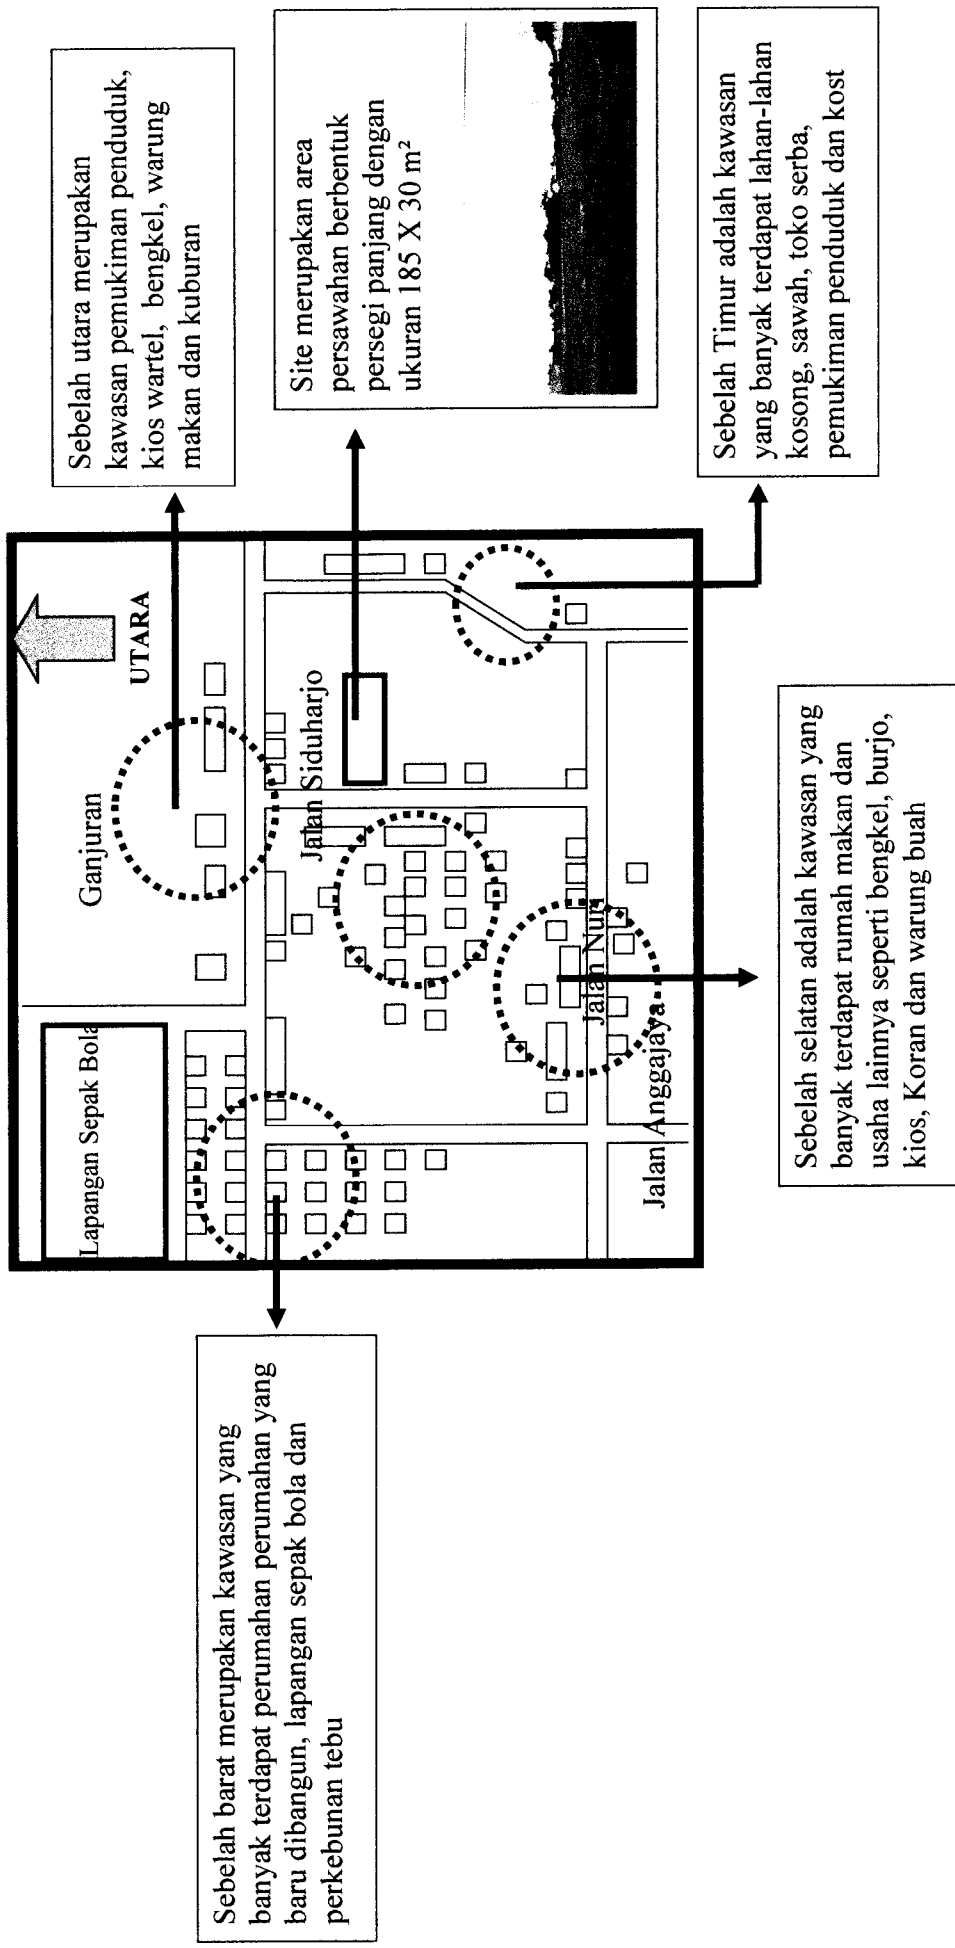 Sebelah utara merupakan
kawasan pemukiman penduduk,
kios wartel, bengkel, warung
makan dan kuburan
Site merupakan area
persawahan berbentuk
persegi panjang dengan
ukuran 185 X 30 m²
Sebelah Timur adalah kawasan
yang banyak terdapat lahan-lahan
kosong, sawah, toko serba,
pemukiman penduduk dan kost
UTARA
Ganjuran
Lapangan Sepak Bola
Jalan Siduharjo
Jalan Nuri
Jalan Anggajaya
Sebelah selatan adalah kawasan yang
banyak terdapat rumah makan dan
usaha lainnya seperti bengkel, burjo,
kios, Koran dan warung buah
Sebelah barat merupakan kawasan yang
banyak terdapat perumahan perumahan yang
baru dibangun, lapangan sepak bola dan
perkebunan tebu